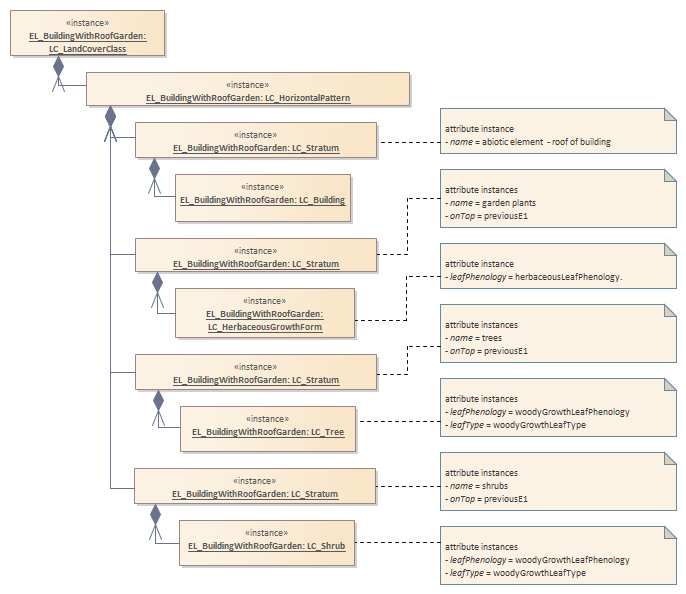 «instance»
EL_BuildingWithRoofGarden:
LC_LandCoverClass
«instance»
EL_BuildingWithRoofGarden: LC_HorizontalPattern
«instance»
EL_BuildingWithRoofGarden: LC_Stratum
attribute instance
- name = abiotic element - roof of building
«instance»
EL_BuildingWithRoofGarden: LC_Building
attribute instances
- name = garden plants
- onTop = previousE1
«instance»
EL_BuildingWithRoofGarden: LC_Stratum
attribute instance
- leafPhenology = herbaceousLeafPhenology.
«instance»
EL_BuildingWithRoofGarden:
LC_HerbaceousGrowthForm
attribute instances
- name = trees
- onTop = previousE1
«instance»
EL_BuildingWithRoofGarden: LC_Stratum
attribute instances
- leafPhenology = woodyGrowthLeafPhenology
- leafType = woodyGrowthLeafType
«instance»
EL_BuildingWithRoofGarden: LC_Tree
attribute instances
- name = shrubs
- onTop = previousE1
«instance»
EL_BuildingWithRoofGarden: LC_Stratum
«instance»
EL_BuildingWithRoofGarden: LC_Shrub
attribute instances
- leafPhenology = woodyGrowthLeafPhenology
- leafType = woodyGrowthLeafType